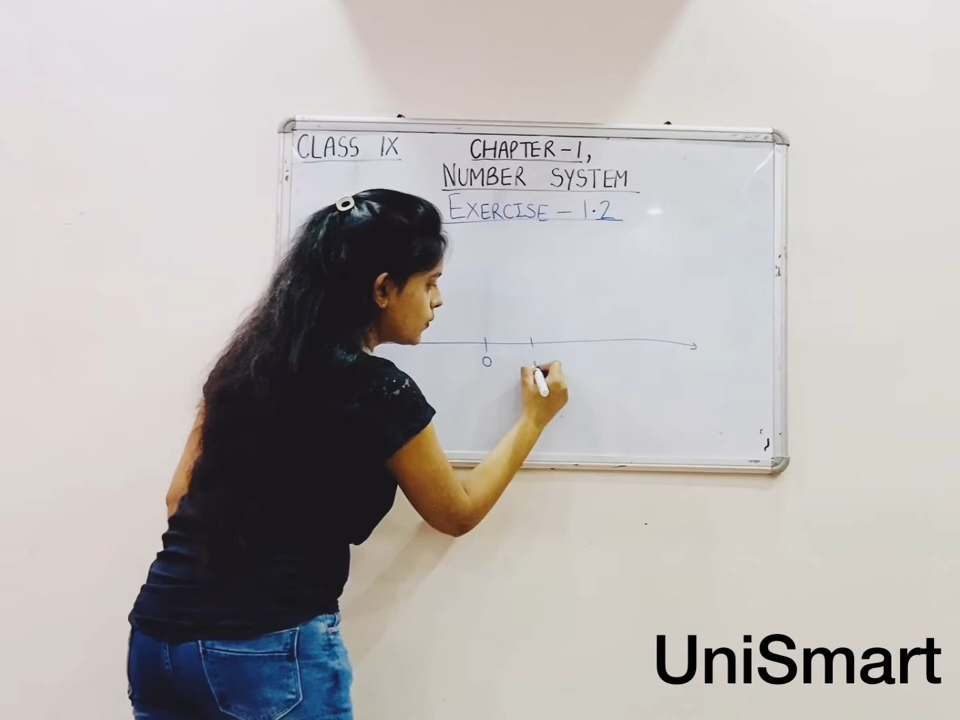 CLASS IX
CHAPTER-1,
NUMBER SYSTEM
EXERCISE - 1.2
0
UniSmart